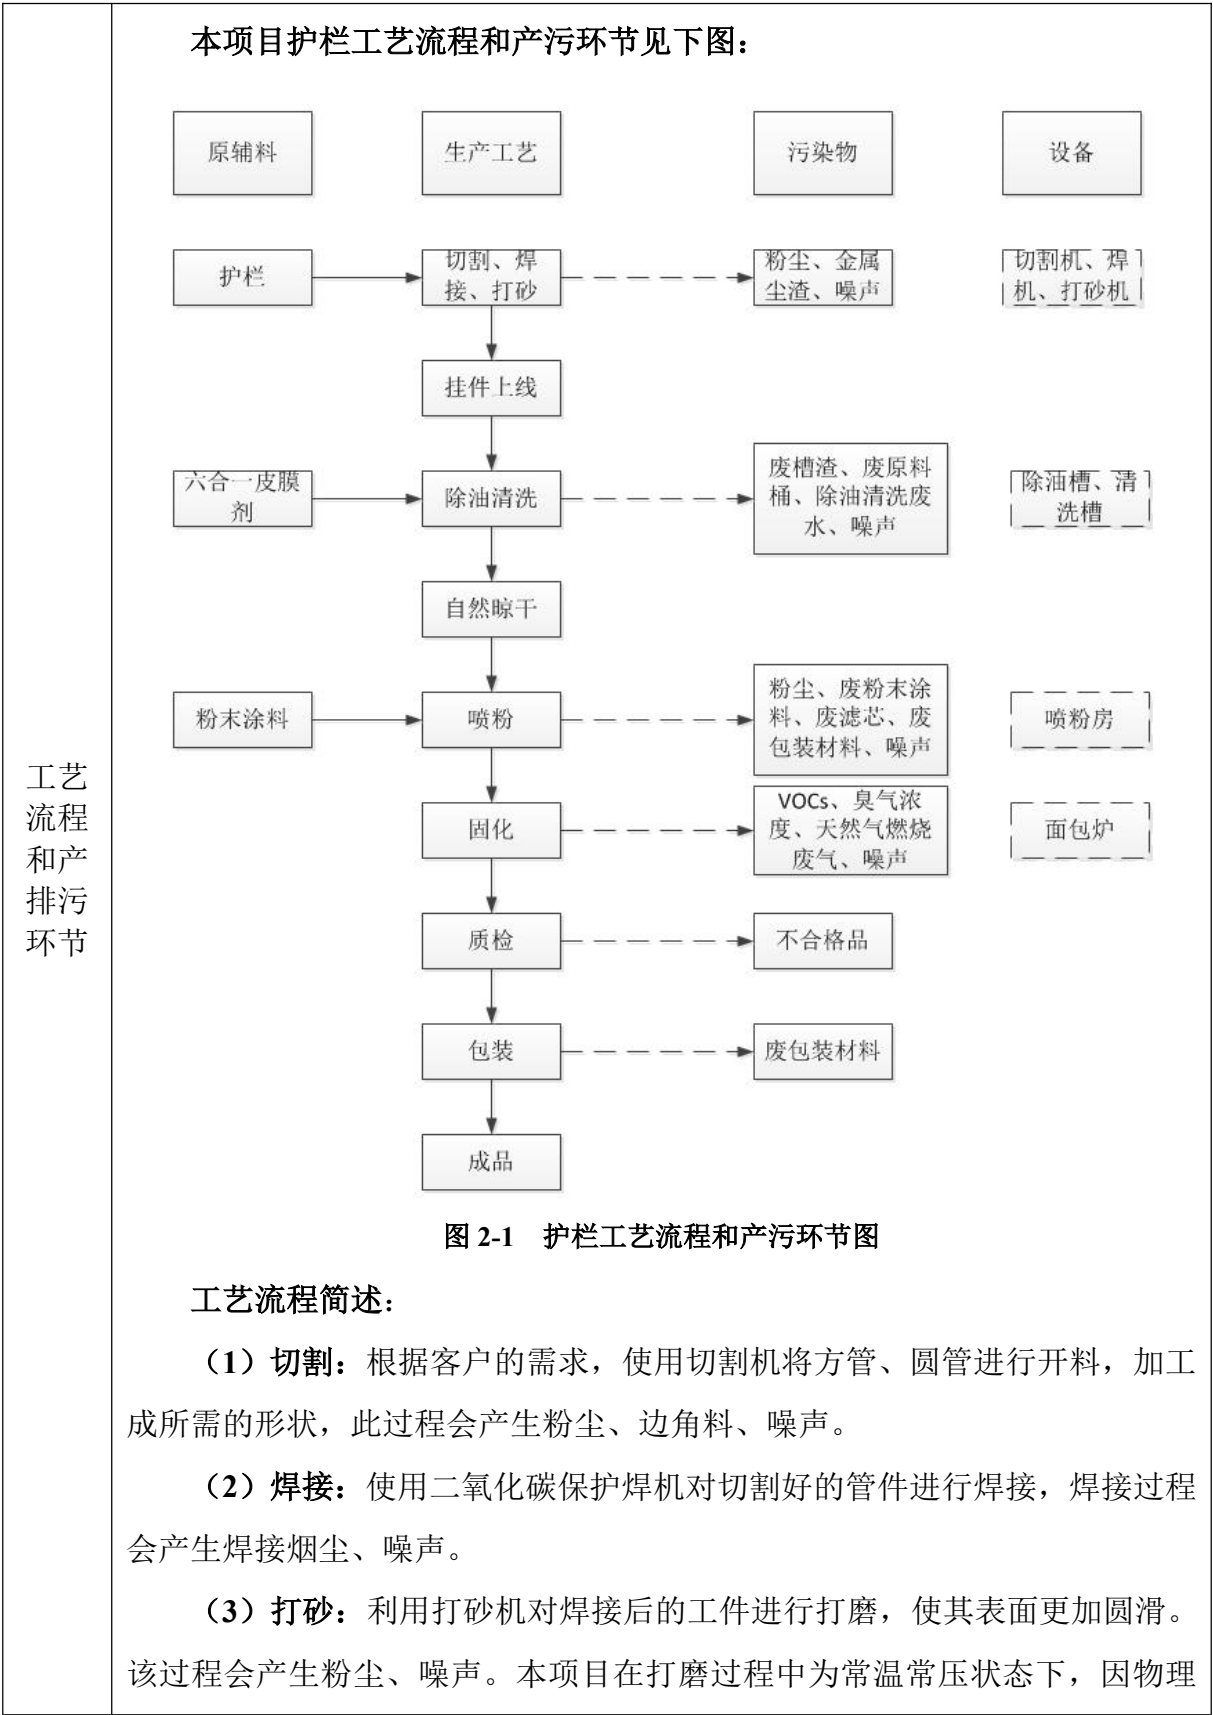 本项目护栏工艺流程和产污环节见下图：
原辅料
生产工艺
污染物
设备
护栏
切割、焊
接、打砂
粉尘、金属
尘渣、噪声
切割机、焊
机、打砂机
挂件上线
六合一皮膜
剂
除油清洗
废槽渣、废原料
桶、除油清洗废
水、噪声
除油槽、清
洗槽
自然晾干
粉末涂料
喷粉
粉尘、废粉末涂
料、废滤芯、废
包装材料、噪声
喷粉房
固化
VOCs、臭气浓
度、天然气燃烧
废气、噪声
面包炉
质检
不合格品
包装
废包装材料
成品
工艺
流程
和产
排污
环节
图 2-1 护栏工艺流程和产污环节图
工艺流程简述：
（1）切割：根据客户的需求，使用切割机将方管、圆管进行开料，加工
成所需的形状，此过程会产生粉尘、边角料、噪声。
（2）焊接：使用二氧化碳保护焊机对切割好的管件进行焊接，焊接过程
会产生焊接烟尘、噪声。
（3）打砂：利用打砂机对焊接后的工件进行打磨，使其表面更加圆滑。
该过程会产生粉尘、噪声。本项目在打磨过程中为常温常压状态下，因物理